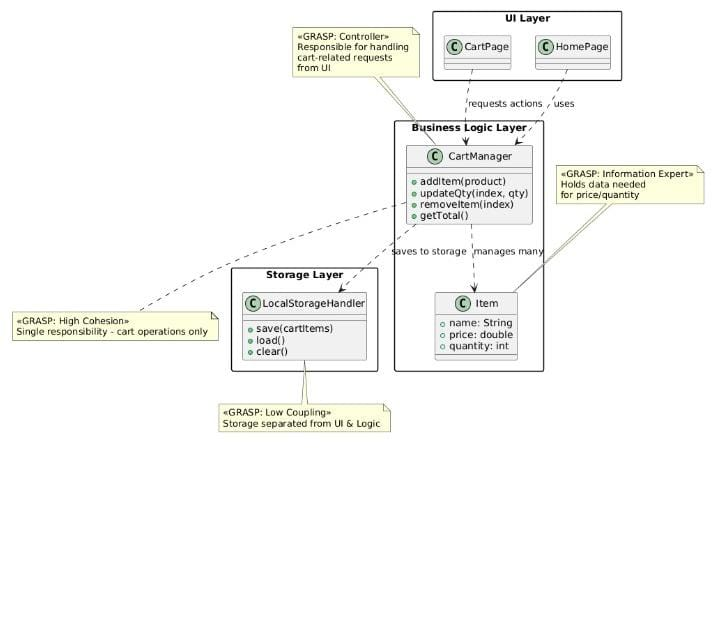 UI Layer
«GRASP: Controller»
Responsible for handling
cart-related requests
from UI
C CartPage
C HomePage
requests actions
uses
Business Logic Layer
C CartManager
addItem(product)
updateQty(index, qty)
removeItem(index)
getTotal()
«GRASP: Information Expert»
Holds data needed
for price/quantity
saves to storage
manages many
Storage Layer
C LocalStorageHandler
save(cartItems)
load()
clear()
C Item
name: String
price: double
quantity: int
«GRASP: High Cohesion»
Single responsibility - cart operations only
«GRASP: Low Coupling»
Storage separated from UI & Logic